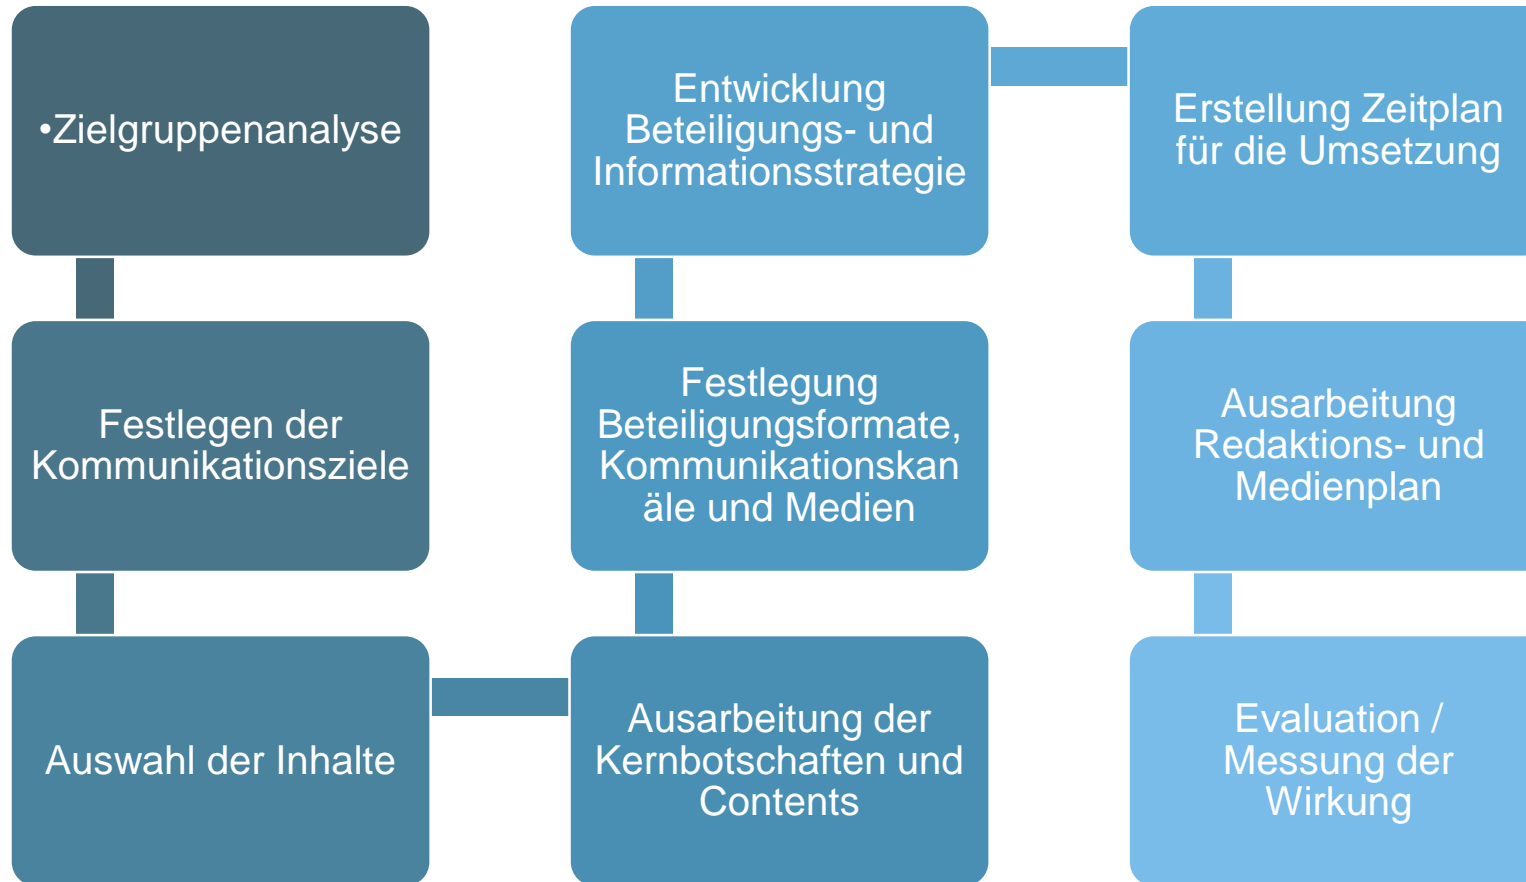 •Zielgruppenanalyse
Festlegen der
Kommunikationsziele
Auswahl der Inhalte
Ausarbeitung der
Kernbotschaften und
Contents
Festlegung
Beteiligungsformate,
Kommunikationskan
äle und Medien
Entwicklung
Beteiligungs- und
Informationsstrategie
Erstellung Zeitplan
für die Umsetzung
Ausarbeitung
Redaktions- und
Medienplan
Evaluation /
Messung der
Wirkung